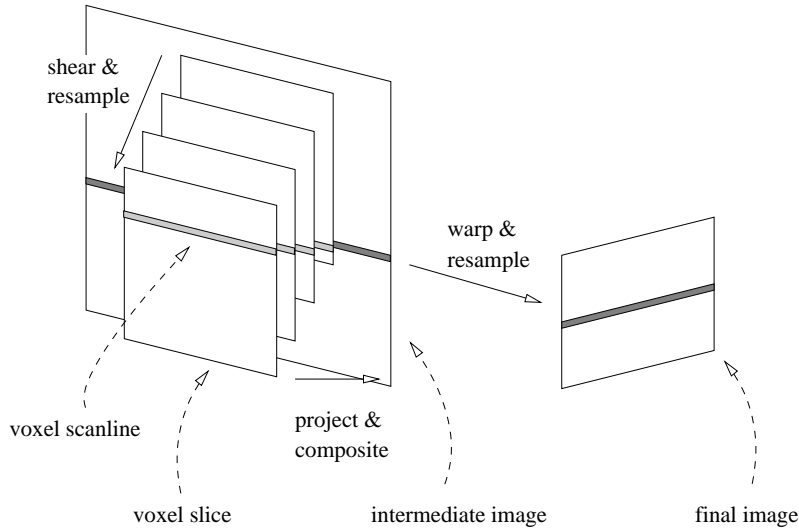 shear &
resample
warp &
resample
voxel scanline
project &
composite
voxel slice
intermediate image
final image